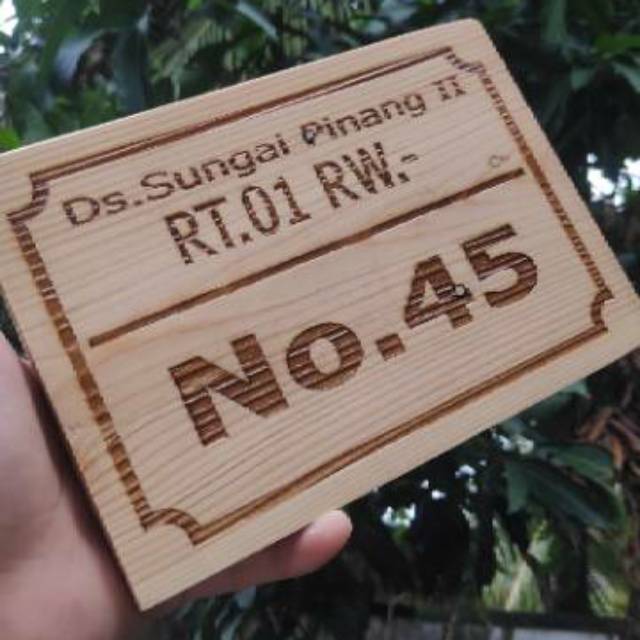 Ds.Sungai Pinang II
RT.01 RW.-
No.45